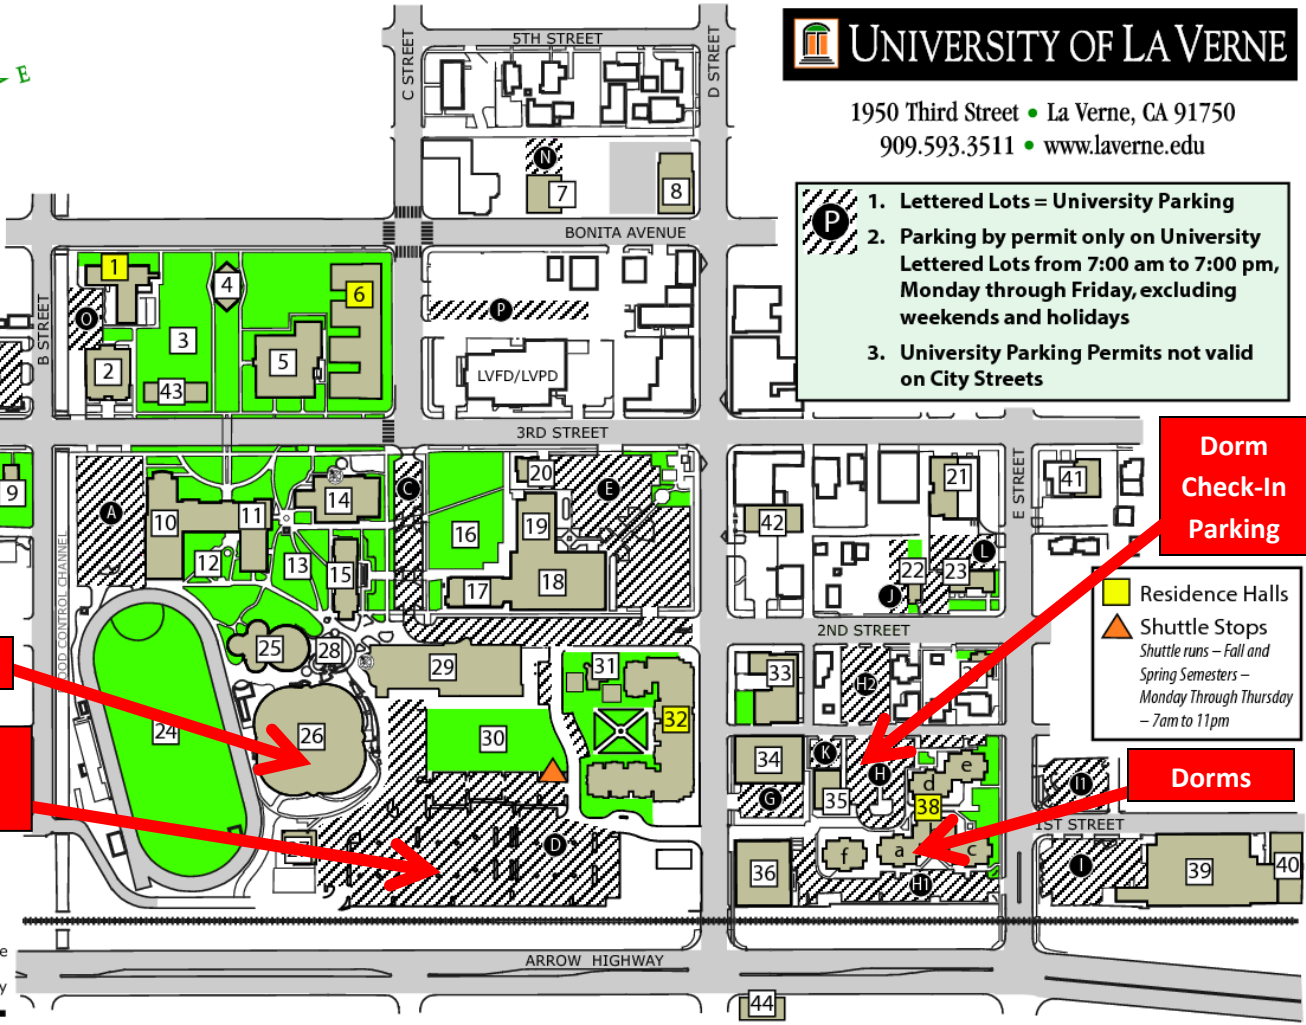 UNIVERSITY OF LA VERNE
1950 Third Street • La Verne, CA 91750
909.593.3511 • www.laverne.edu
P
1. Lettered Lots = University Parking
2. Parking by permit only on University
Lettered Lots from 7:00 am to 7:00 pm,
Monday through Friday, excluding
weekends and holidays
3. University Parking Permits not valid
on City Streets
E
5TH STREET
C STREET
D STREET
N
7
8
BONITA AVENUE
B STREET
1
4
6
O
3
5
2
43
P
LVFD/LVPD
3RD STREET
Dorm
Check-In
Parking
E STREET
9
A
10
11
14
C
20
E
16
19
21
41
42
12
13
15
17
18
22
23
L
J
FLOOD CONTROL CHANNEL
Residence Halls
Shuttle Stops
Shuttle runs – Fall and
Spring Semesters –
Monday Through Thursday
– 7am to 11pm
2ND STREET
25
28
29
31
33
H2
24
26
30
32
34
K
H
e
d
G
35
38
I1
Dorms
1ST STREET
D
36
f
a
c
H1
I
39
40
ARROW HIGHWAY
44